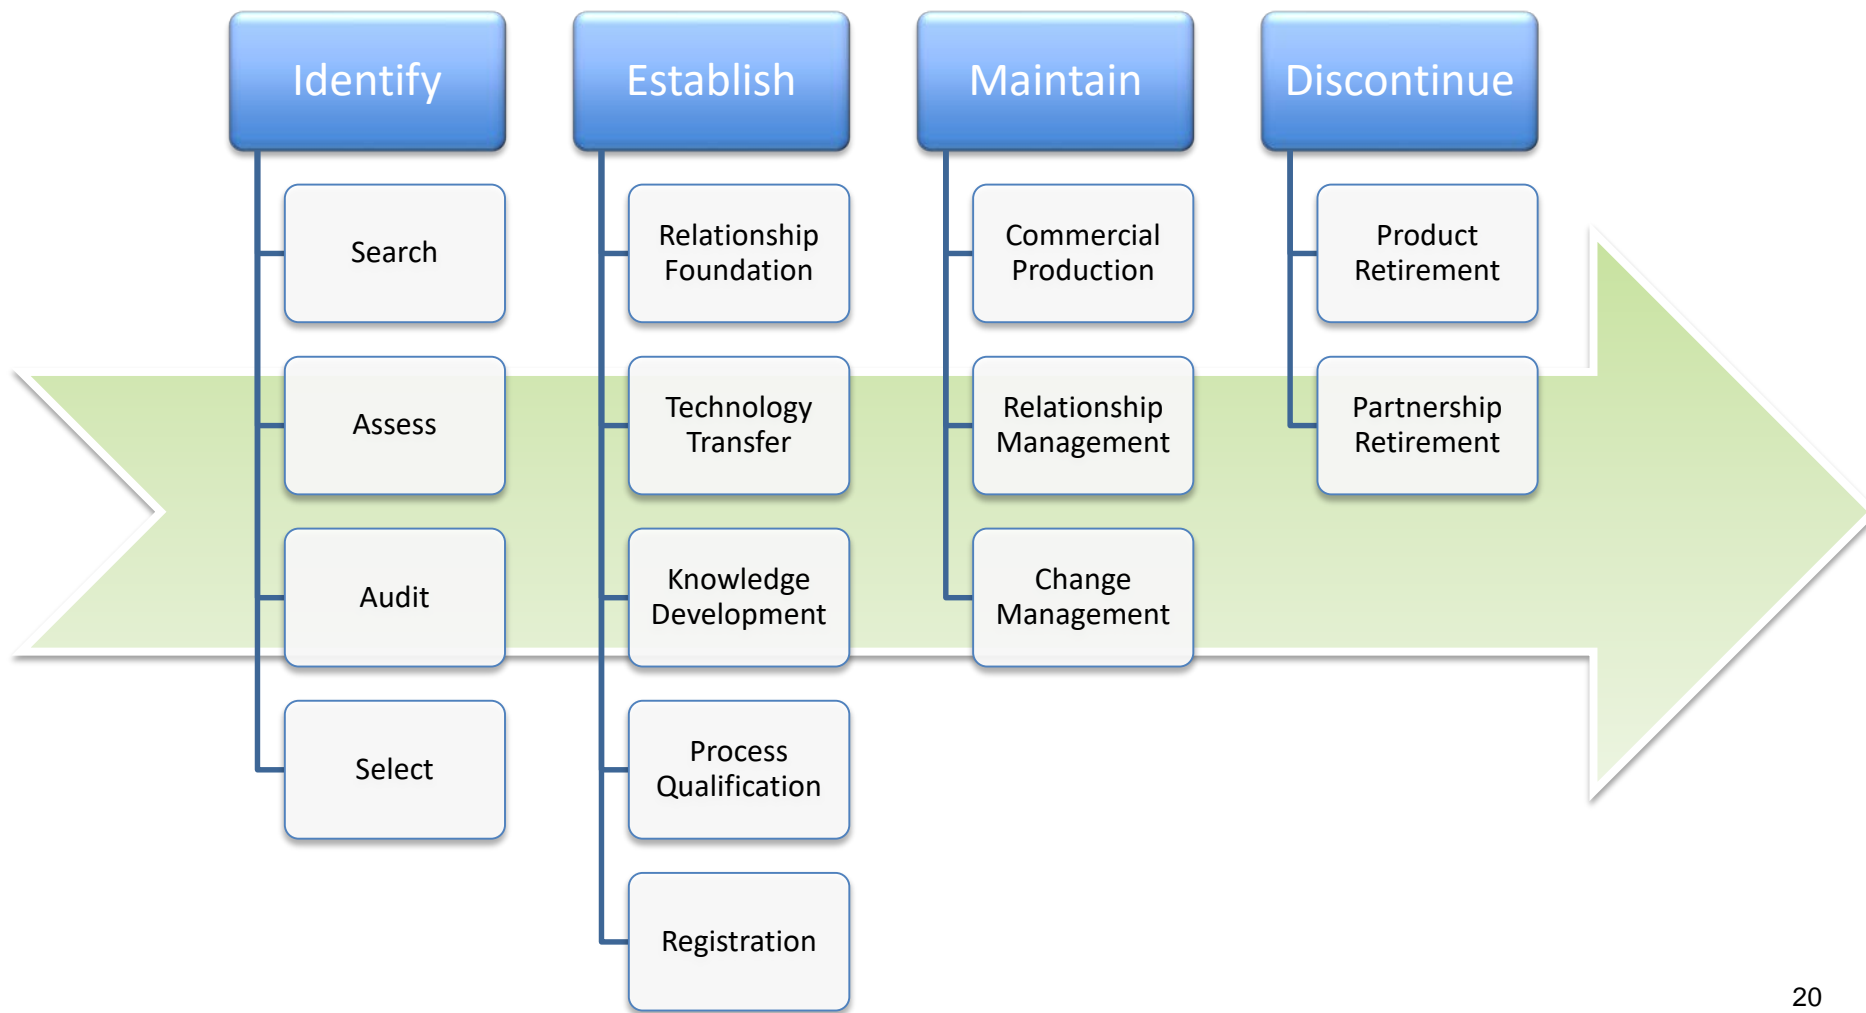 Identify
Search
Assess
Audit
Select
Establish
Relationship
Foundation
Technology
Transfer
Knowledge
Development
Process
Qualification
Registration
Maintain
Commercial
Production
Relationship
Management
Change
Management
Discontinue
Product
Retirement
Partnership
Retirement
20